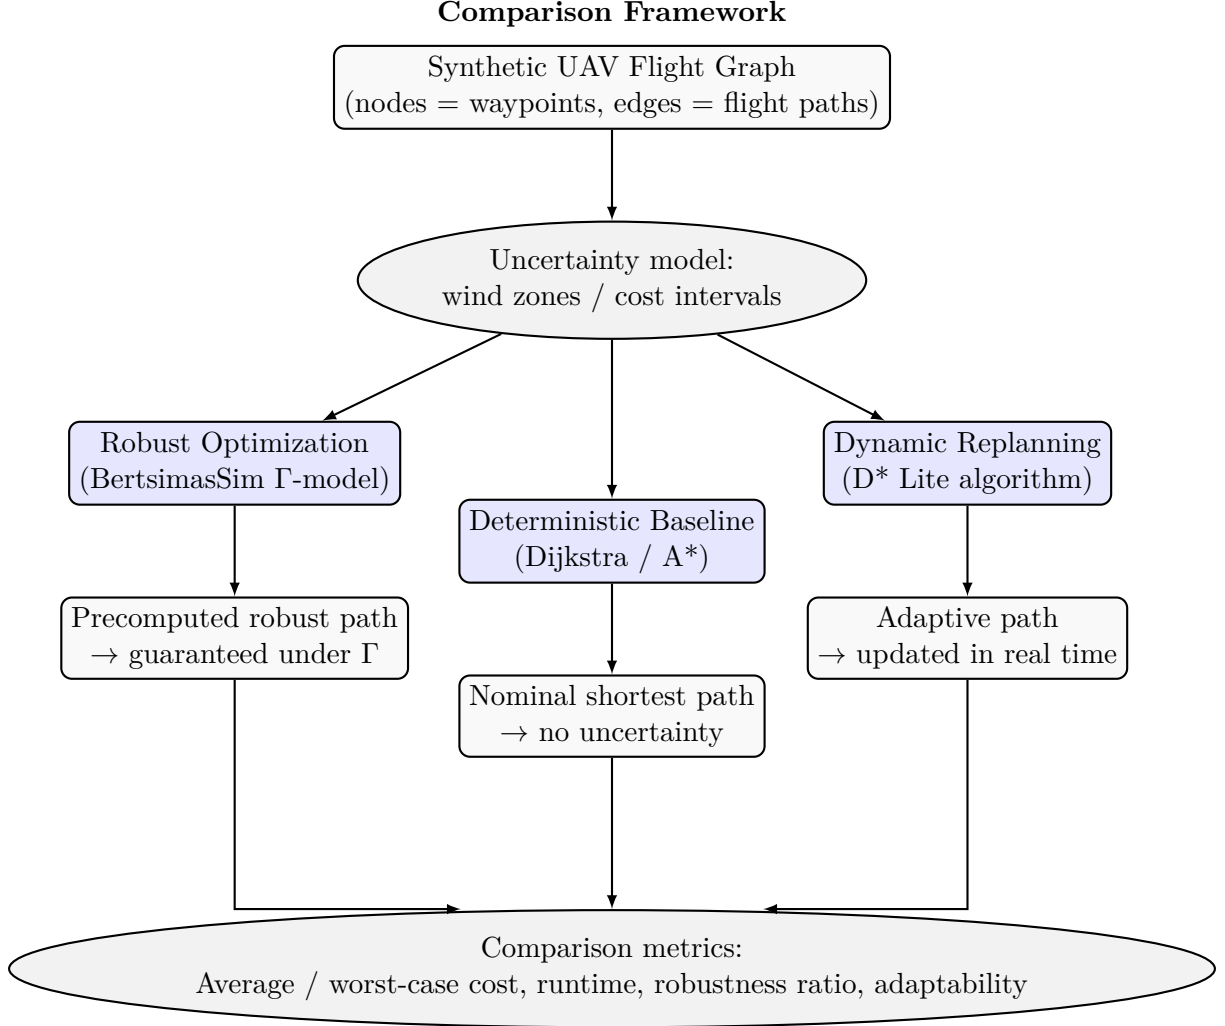 Comparison Framework
Synthetic UAV Flight Graph
(nodes = waypoints, edges = flight paths)
Uncertainty model:
wind zones / cost intervals
Robust Optimization
(BertsimasSim Γ-model)
Dynamic Replanning
(D* Lite algorithm)
Deterministic Baseline
(Dijkstra / A*)
Precomputed robust path
→ guaranteed under Γ
Adaptive path
→ updated in real time
Nominal shortest path
→ no uncertainty
Comparison metrics:
Average / worst-case cost, runtime, robustness ratio, adaptability